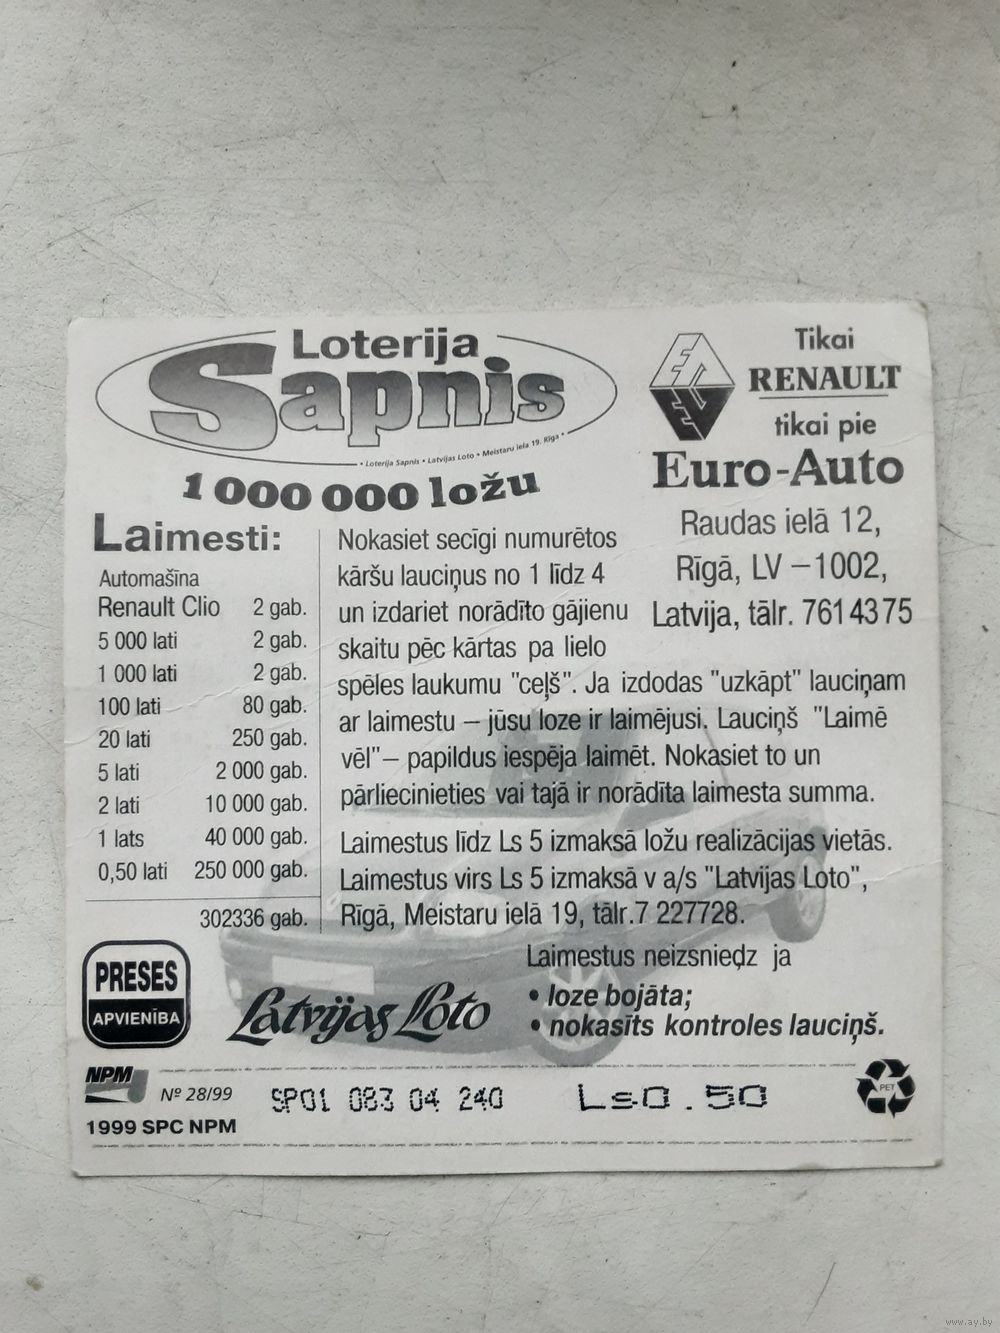 Loterija
Sapnis
• Loterija Sapnis • Latvijas Loto • Meistaru iela 19. Rīga •
1 000 000 ložu
Tikai
RENAULT
tikai pie
Euro-Auto
Raudas ielā 12,
Rīgā, LV – 1002,
Latvija, tālr. 7614375
Laimesti:
Automašīna
Renault Clio 2 gab.
5 000 lati 2 gab.
1 000 lati 2 gab.
100 lati 80 gab.
20 lati 250 gab.
5 lati 2 000 gab.
2 lati 10 000 gab.
1 lats 40 000 gab.
0,50 lati 250 000 gab.
302336 gab.
Nokasiet secīgi numurētos
kāršu lauciņus no 1 līdz 4
un izdariet norādīto gājienu
skaitu pēc kārtas pa lielo
spēles laukumu "ceļš". Ja izdodas "uzkāpt" lauciņam
ar laimestu – jūsu loze ir laimējusi. Lauciņš "Laimē
vēl"– papildus iespēja laimēt. Nokasiet to un
pārliecinieties vai tajā ir norādīta laimesta summa.
Laimestus līdz Ls 5 izmaksā ložu realizācijas vietās.
Laimestus virs Ls 5 izmaksā v a/s "Latvijas Loto",
Rīgā, Meistaru ielā 19, tālr.7 227728.
Laimestus neizsniedz ja
• loze bojāta;
• nokasīts kontroles lauciņš.
PRESES
APVIENĪBA
Latvijas Loto
NPM
Nº 28/99
1999 SPC NPM
SP01 083 04 240
Ls0.50
PET
www.ay.by